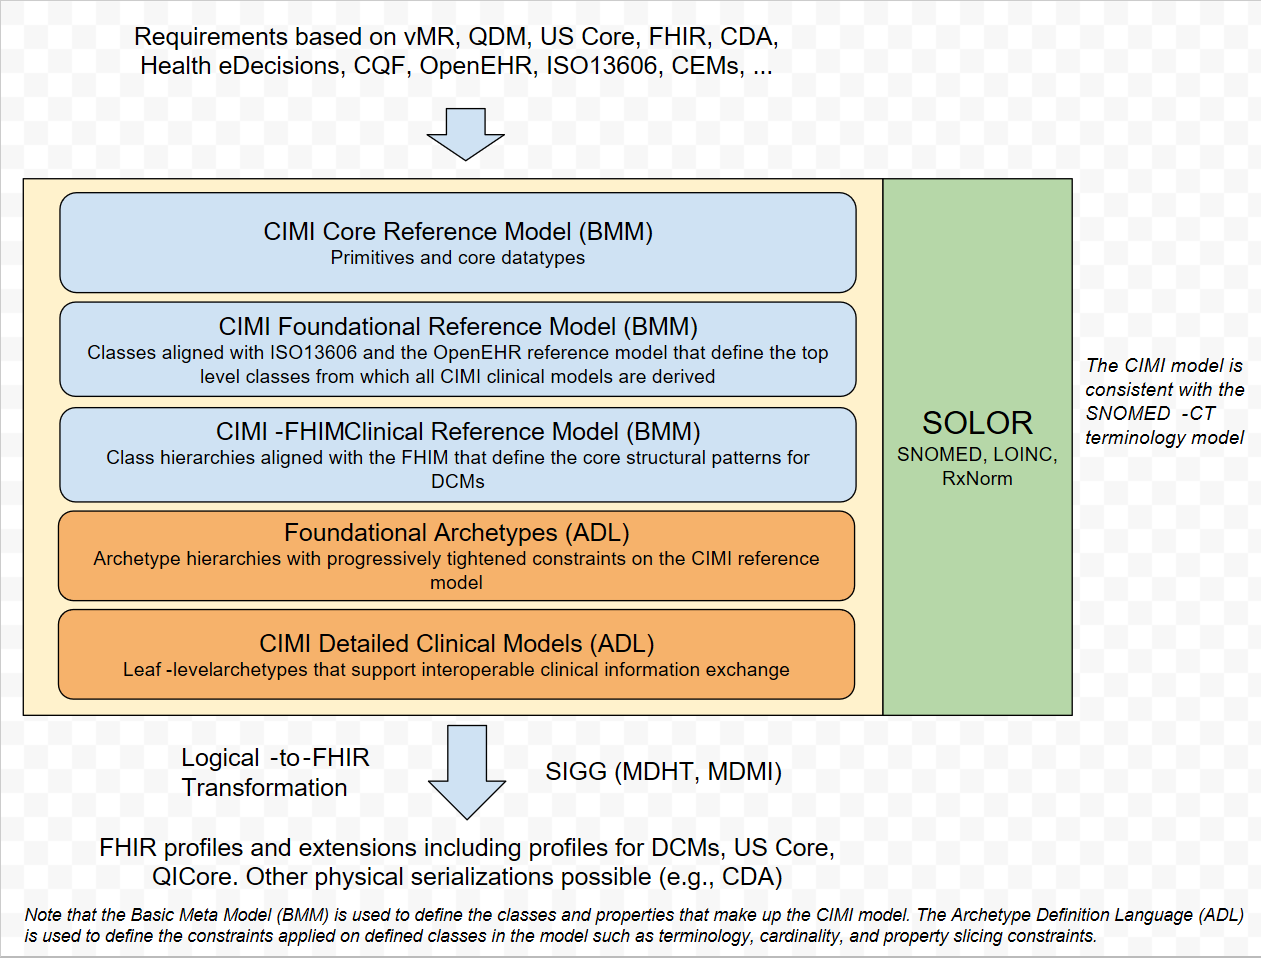 Requirements based on vMR, QDM, US Core, FHIR, CDA,
Health eDecisions, CQF, OpenEHR, ISO13606, CEMs, ...
CIMI Core Reference Model (BMM)
Primitives and core datatypes
CIMI Foundational Reference Model (BMM)
Classes aligned with ISO13606 and the OpenEHR reference model that define the top
level classes from which all CIMI clinical models are derived
CIMI -FHIMClinical Reference Model (BMM)
Class hierarchies aligned with the FHIM that define the core structural patterns for
DCMs
Foundational Archetypes (ADL)
Archetype hierarchies with progressively tightened constraints on the CIMI reference
model
CIMI Detailed Clinical Models (ADL)
Leaf -levelarchetypes that support interoperable clinical information exchange
SOLOR
SNOMED, LOINC,
RxNorm
The CIMI model is
consistent with the
SNOMED -CT
terminology model
Logical -to-FHIR
Transformation
SIGG (MDHT, MDMI)
FHIR profiles and extensions including profiles for DCMs, US Core,
QICore. Other physical serializations possible (e.g., CDA)
Note that the Basic Meta Model (BMM) is used to define the classes and properties that make up the CIMI model. The Archetype Definition Language (ADL)
is used to define the constraints applied on defined classes in the model such as terminology, cardinality, and property slicing constraints.